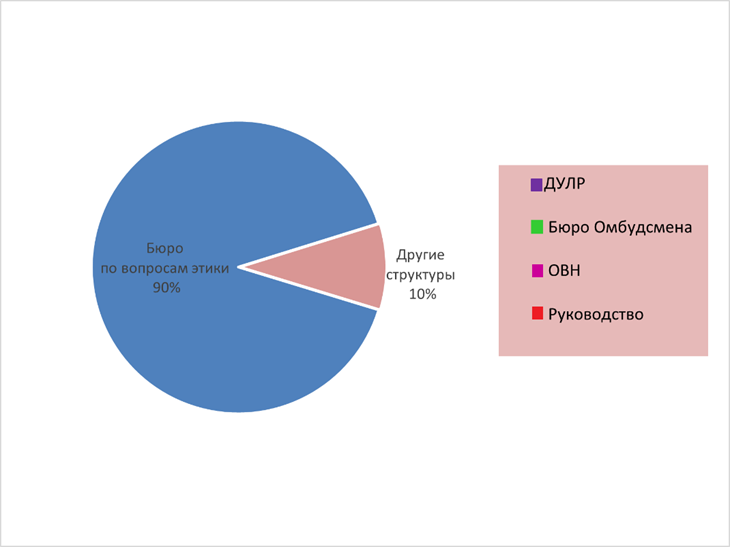 Бюро
по вопросам этики
90%
Другие
структуры
10%
ДУЛР
Бюро Омбудсмена
ОВН
Руководство